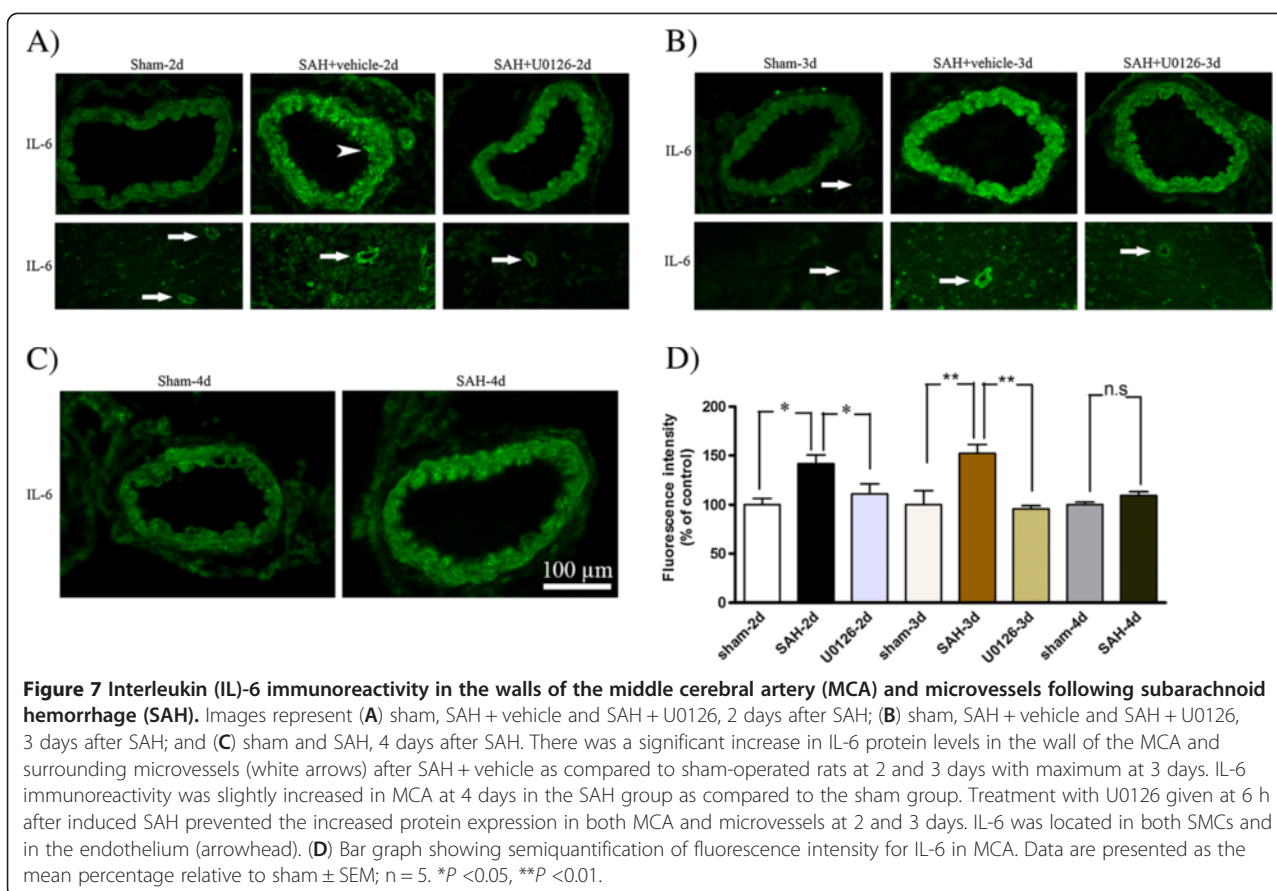 A)
Sham-2d SAH+vehicle-2d SAH+U0126-2d
IL-6
IL-6
B)
Sham-3d SAH+vehicle-3d SAH+U0126-3d
IL-6
IL-6
C)
Sham-4d SAH-4d
IL-6
100 µm
D)
* * ** ** n.s
Fluorescence intensity
(% of control)
200
150
100
50
0
sham-2d SAH-2d U0126-2d sham-3d SAH-3d U0126-3d sham-4d SAH-4d
Figure 7 Interleukin (IL)-6 immunoreactivity in the walls of the middle cerebral artery (MCA) and microvessels following subarachnoid
hemorrhage (SAH). Images represent (A) sham, SAH + vehicle and SAH + U0126, 2 days after SAH; (B) sham, SAH + vehicle and SAH + U0126,
3 days after SAH; and (C) sham and SAH, 4 days after SAH. There was a significant increase in IL-6 protein levels in the wall of the MCA and
surrounding microvessels (white arrows) after SAH + vehicle as compared to sham-operated rats at 2 and 3 days with maximum at 3 days. IL-6
immunoreactivity was slightly increased in MCA at 4 days in the SAH group as compared to the sham group. Treatment with U0126 given at 6 h
after induced SAH prevented the increased protein expression in both MCA and microvessels at 2 and 3 days. IL-6 was located in both SMCs and
in the endothelium (arrowhead). (D) Bar graph showing semiquantification of fluorescence intensity for IL-6 in MCA. Data are presented as the
mean percentage relative to sham ± SEM; n = 5. *P <0.05, **P <0.01.